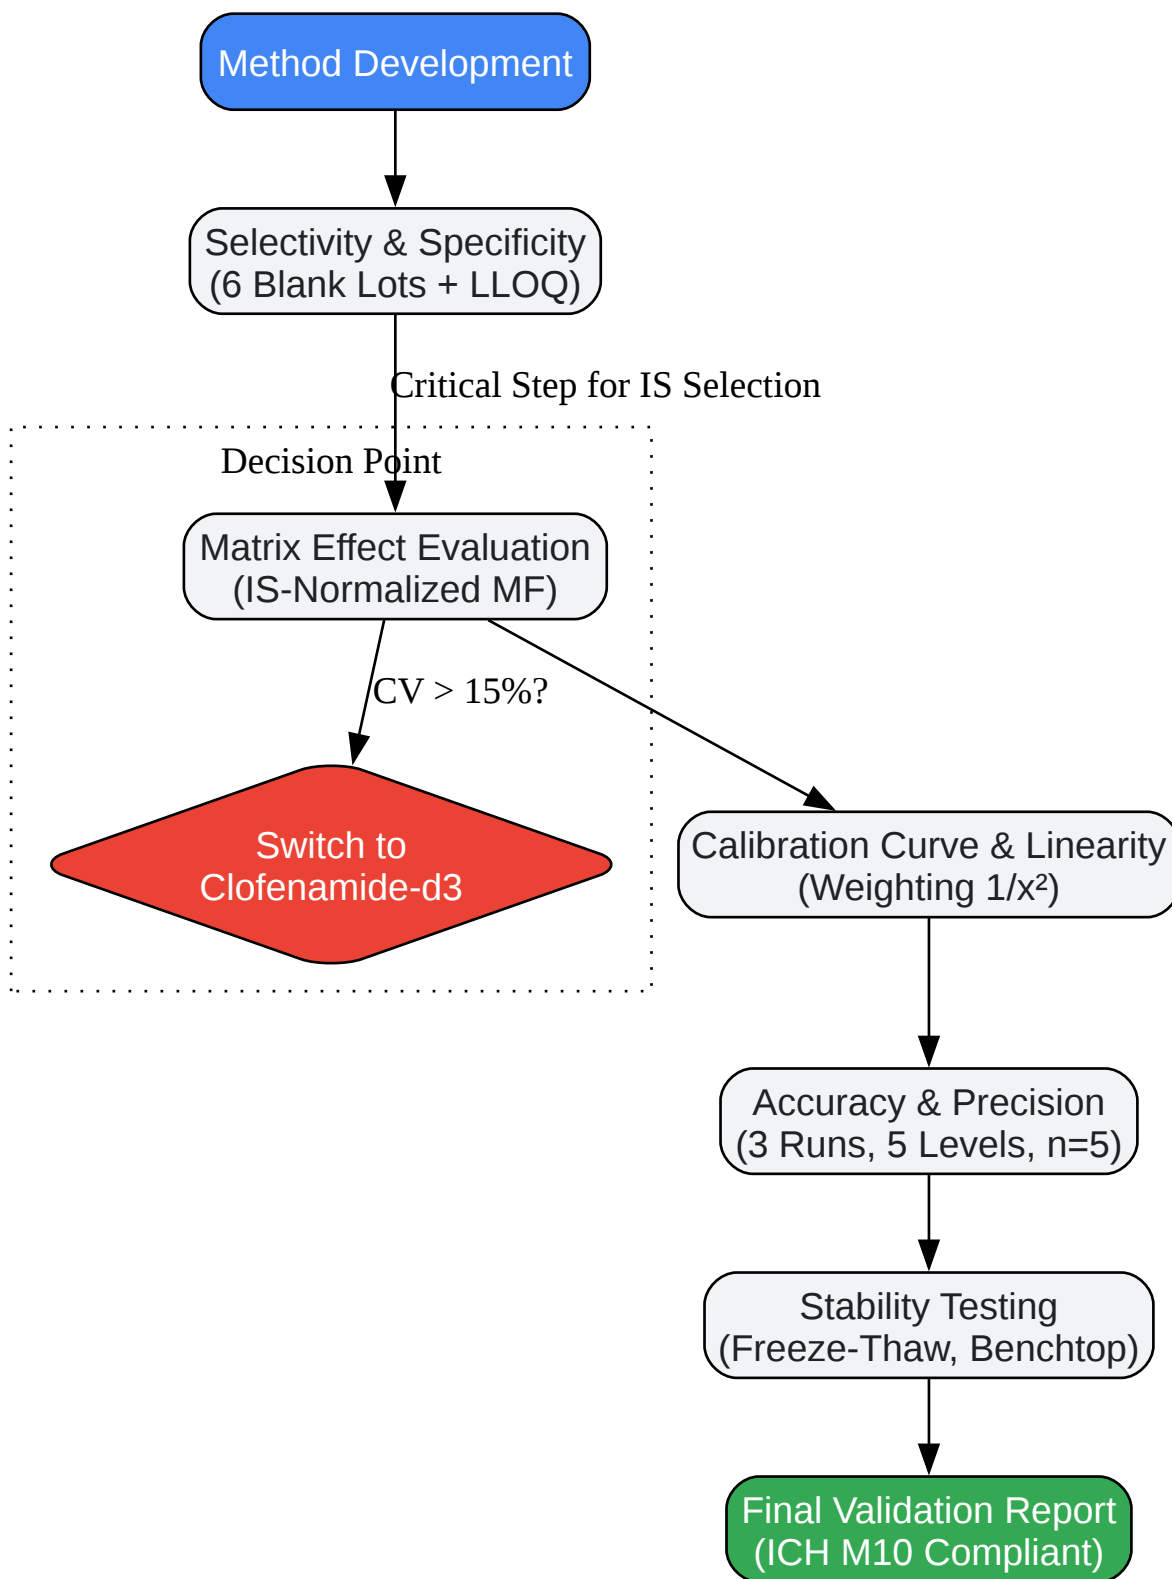 Method Development
Selectivity & Specificity
(6 Blank Lots + LLOQ)
Critical Step for IS Selection
Decision Point
Matrix Effect Evaluation
(IS-Normalized MF)
CV > 15%?
Switch to
Clofenamide-d3
Calibration Curve & Linearity
(Weighting 1/x²)
Accuracy & Precision
(3 Runs, 5 Levels, n=5)
Stability Testing
(Freeze-Thaw, Benchtop)
Final Validation Report
(ICH M10 Compliant)